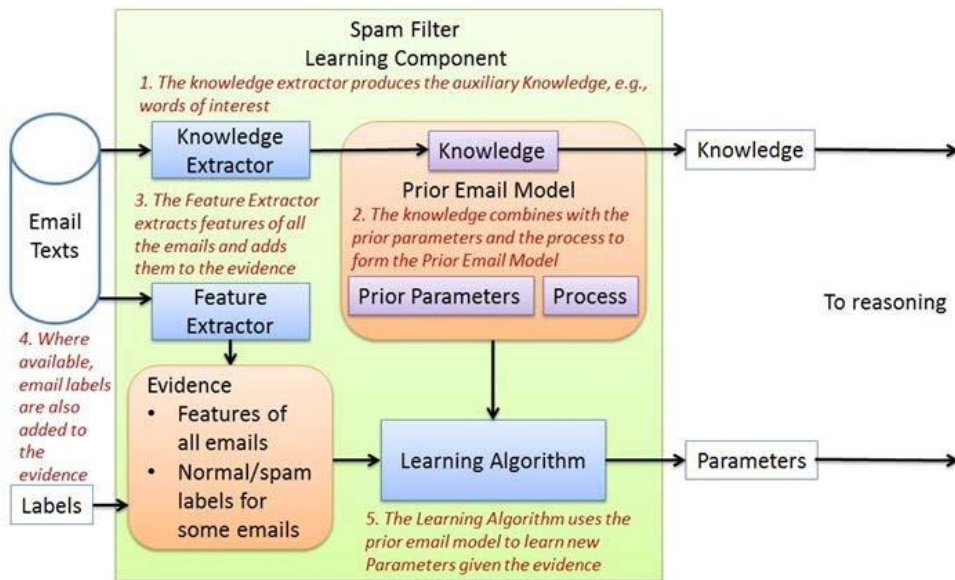 Spam Filter
Learning Component
1. The knowledge extractor produces the auxiliary Knowledge, e.g.,
words of interest
Knowledge
Extractor
Knowledge
Knowledge
Prior Email Model
Email
Texts
3. The Feature Extractor
extracts features of all
the emails and adds
them to the evidence
2. The knowledge combines with the
prior parameters and the process to
form the Prior Email Model
Prior Parameters
Process
Feature
Extractor
To reasoning
4. Where
available,
email labels
are also
added to
the
evidence
Evidence
• Features of
all emails
• Normal/spam
labels for
some emails
Learning Algorithm
Parameters
Labels
5. The Learning Algorithm uses the
prior email model to learn new
Parameters given the evidence